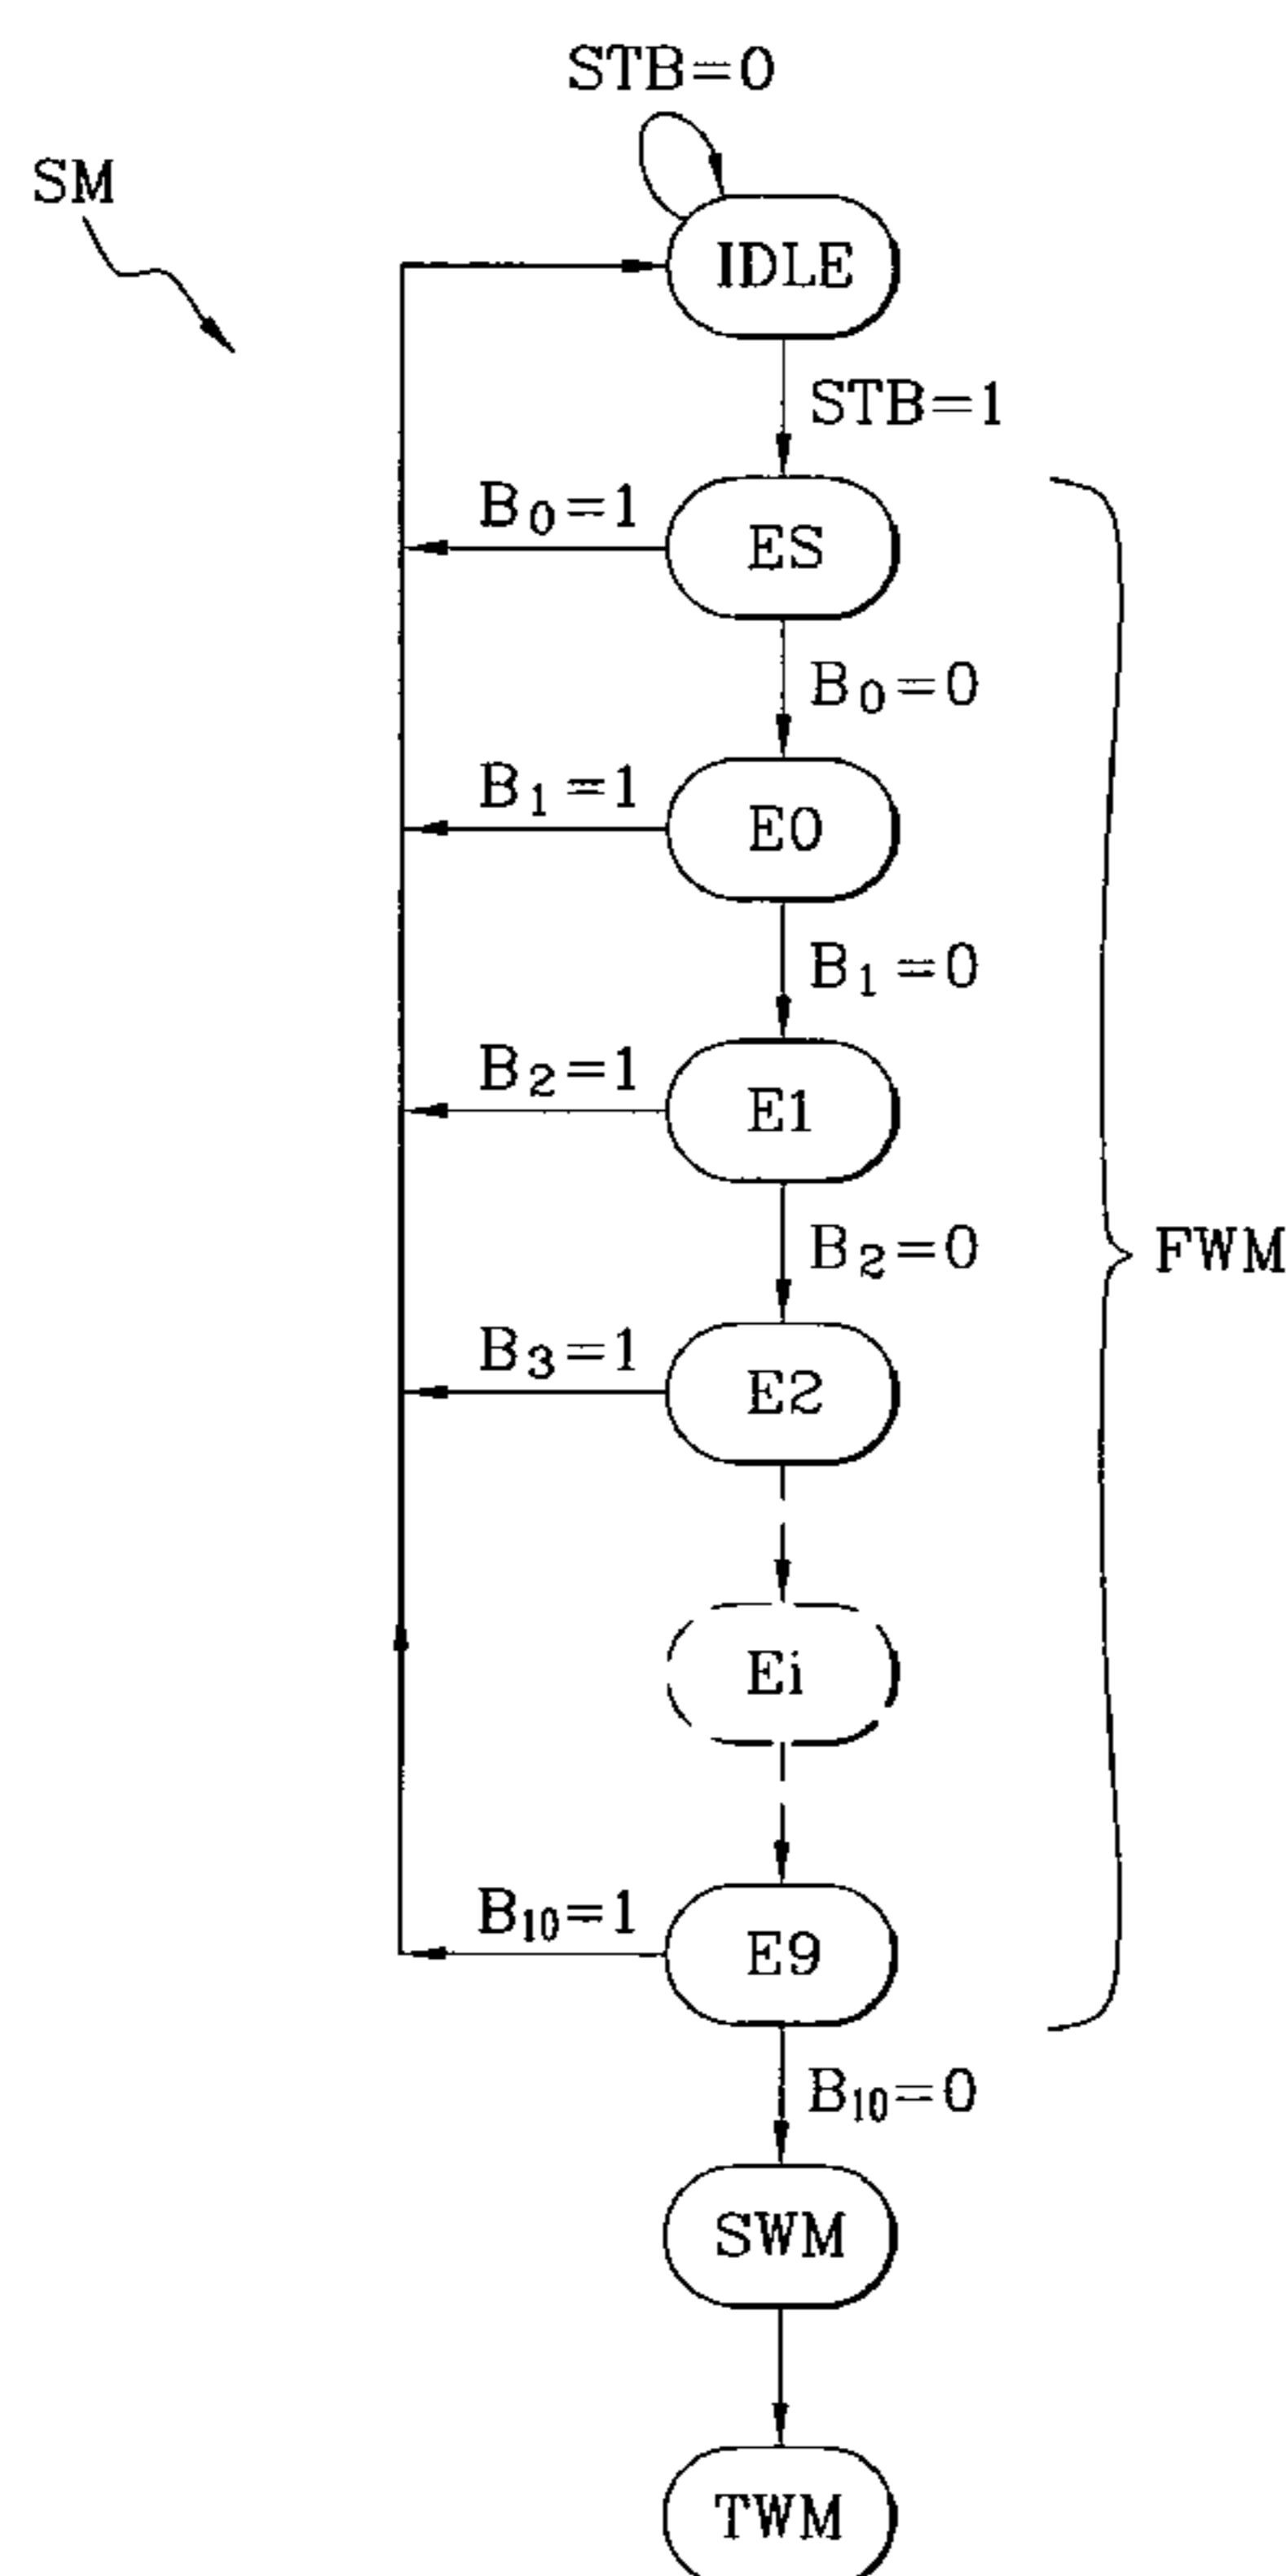 STB=0
SM
IDLE
STB=1
B₀=1
ES
B₀=0
B₁=1
E0
B₁=0
B₂=1
E1
B₂=0
FWM
B₃=1
E2
Ei
B₁₀=1
E9
B₁₀=0
SWM
TWM